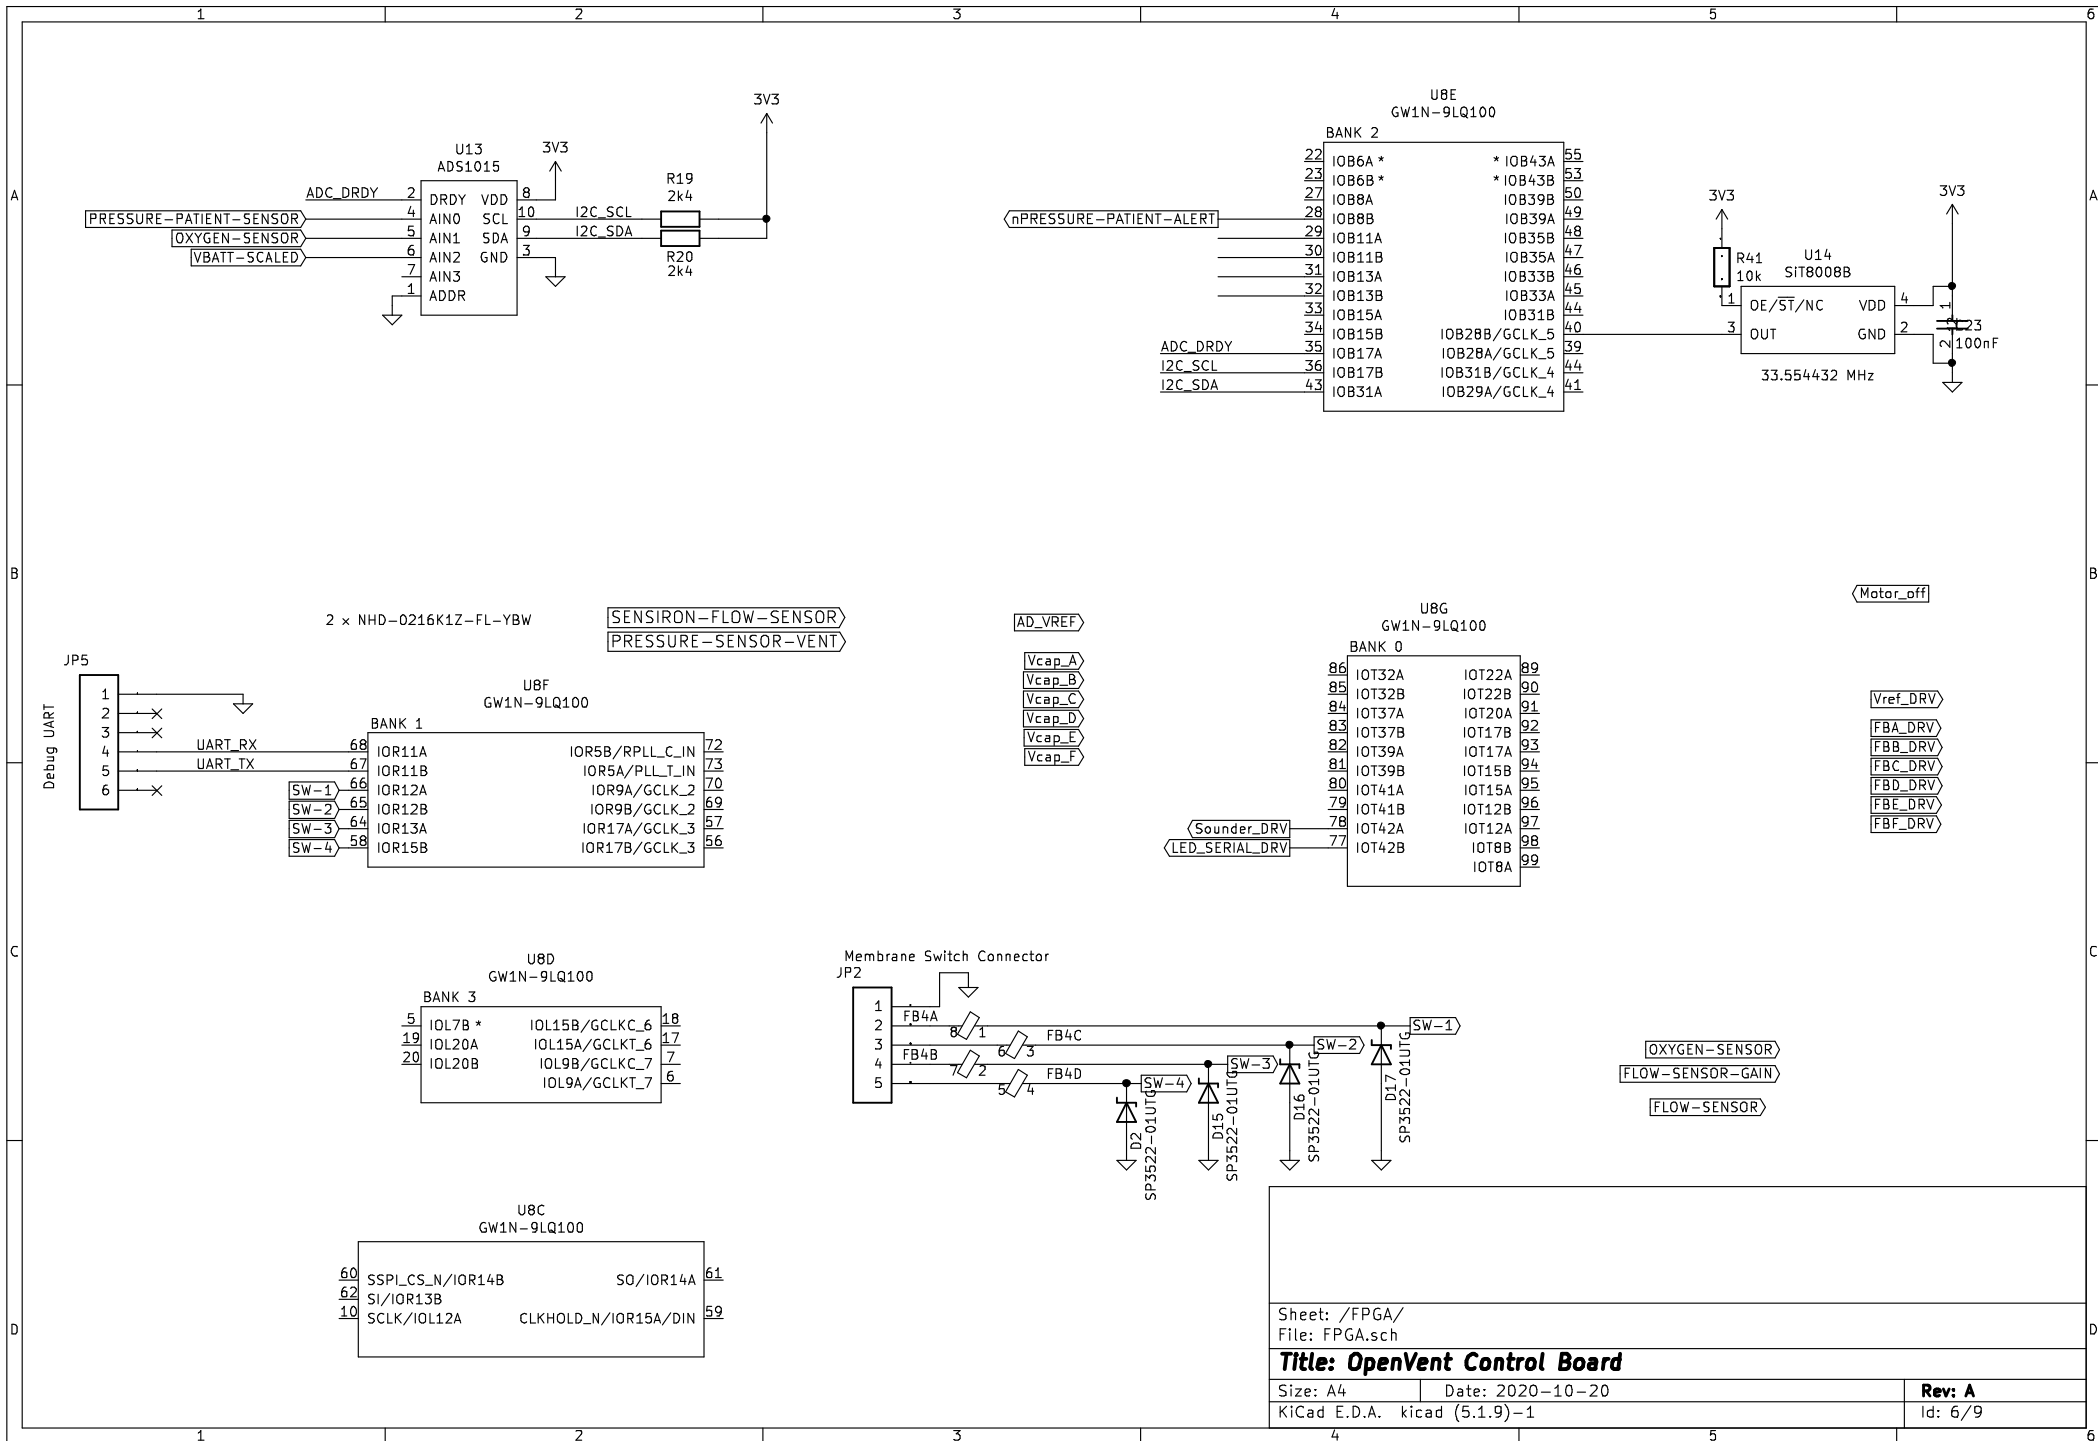 1 2 3 4 5 6
A
B
C
D
A
B
C
D
1 2 3 4 5 6
U13
ADS1015
3V3
3V3
ADC_DRDY 2 DRDY VDD 8
PRESSURE-PATIENT-SENSOR 4 AIN0 SCL 10 I2C_SCL
OXYGEN-SENSOR 5 AIN1 SDA 9 I2C_SDA
VBATT-SCALED 6 AIN2 GND 3
7 AIN3
1 ADDR
R19
2k4
R20
2k4
U8E
GW1N-9LQ100
BANK 2
22 IOB6A * * IOB43A 55
23 IOB6B * * IOB43B 53
27 IOB8A IOB39B 50
nPRESSURE-PATIENT-ALERT 28 IOB8B IOB39A 49
29 IOB11A IOB35B 48
30 IOB11B IOB35A 47
31 IOB13A IOB33B 46
32 IOB13B IOB33A 45
33 IOB15A IOB31B 44
34 IOB15B IOB28B/GCLK_5 40
ADC_DRDY 35 IOB17A IOB28A/GCLK_5 39
I2C_SCL 36 IOB17B IOB31B/GCLK_4 44
I2C_SDA 43 IOB31A IOB29A/GCLK_4 41
3V3
R41
10k
U14
SiT8008B
1 OE/ST/NC VDD 4
3 OUT GND 2
33.554432 MHz
3V3
1
2
100nF
2 x NHD-0216K1Z-FL-YBW
SENSIRON-FLOW-SENSOR
PRESSURE-SENSOR-VENT
JP5
Debug UART
1
2
3
4 UART_RX
5 UART_TX
6
U8F
GW1N-9LQ100
BANK 1
68 IOR11A IOR5B/RPLL_C_IN 72
67 IOR11B IOR5A/PLL_T_IN 73
SW-1 66 IOR12A IOR9A/GCLK_2 70
SW-2 65 IOR12B IOR9B/GCLK_2 69
SW-3 64 IOR13A IOR17A/GCLK_3 57
SW-4 58 IOR15B IOR17B/GCLK_3 56
AD_VREF
Vcap_A
Vcap_B
Vcap_C
Vcap_D
Vcap_E
Vcap_F
U8G
GW1N-9LQ100
BANK 0
86 IOT32A IOT22A 89
85 IOT32B IOT22B 90
84 IOT37A IOT20A 91
83 IOT37B IOT17B 92
82 IOT39A IOT17A 93
81 IOT39B IOT15B 94
80 IOT41A IOT15A 95
79 IOT41B IOT12B 96
Sounder_DRV 78 IOT42A IOT12A 97
LED_SERIAL_DRV 77 IOT42B IOT8B 98
IOT8A 99
Motor_off
Vref_DRV
FBA_DRV
FBB_DRV
FBC_DRV
FBD_DRV
FBE_DRV
FBF_DRV
U8D
GW1N-9LQ100
BANK 3
5 IOL7B * IOL15B/GCLKC_6 18
19 IOL20A IOL15A/GCLKT_6 17
20 IOL20B IOL9B/GCLKC_7 7
IOL9A/GCLKT_7 6
Membrane Switch Connector
JP2
1
2 FB4A 8 1 SW-1
3 6 3 FB4C SW-2
4 FB4B 7 2 SW-3
5 5 4 FB4D SW-4
D2
SP3522-01UTG
D15
SP3522-01UTG
D16
SP3522-01UTG
D17
SP3522-01UTG
OXYGEN-SENSOR
FLOW-SENSOR-GAIN
FLOW-SENSOR
U8C
GW1N-9LQ100
60 SSPI_CS_N/IOR14B SO/IOR14A 61
62 SI/IOR13B
10 SCLK/IOL12A CLKHOLD_N/IOR15A/DIN 59
Sheet: /FPGA/
File: FPGA.sch
Title: OpenVent Control Board
Size: A4 Date: 2020-10-20 Rev: A
KiCad E.D.A. kicad (5.1.9)-1 Id: 6/9